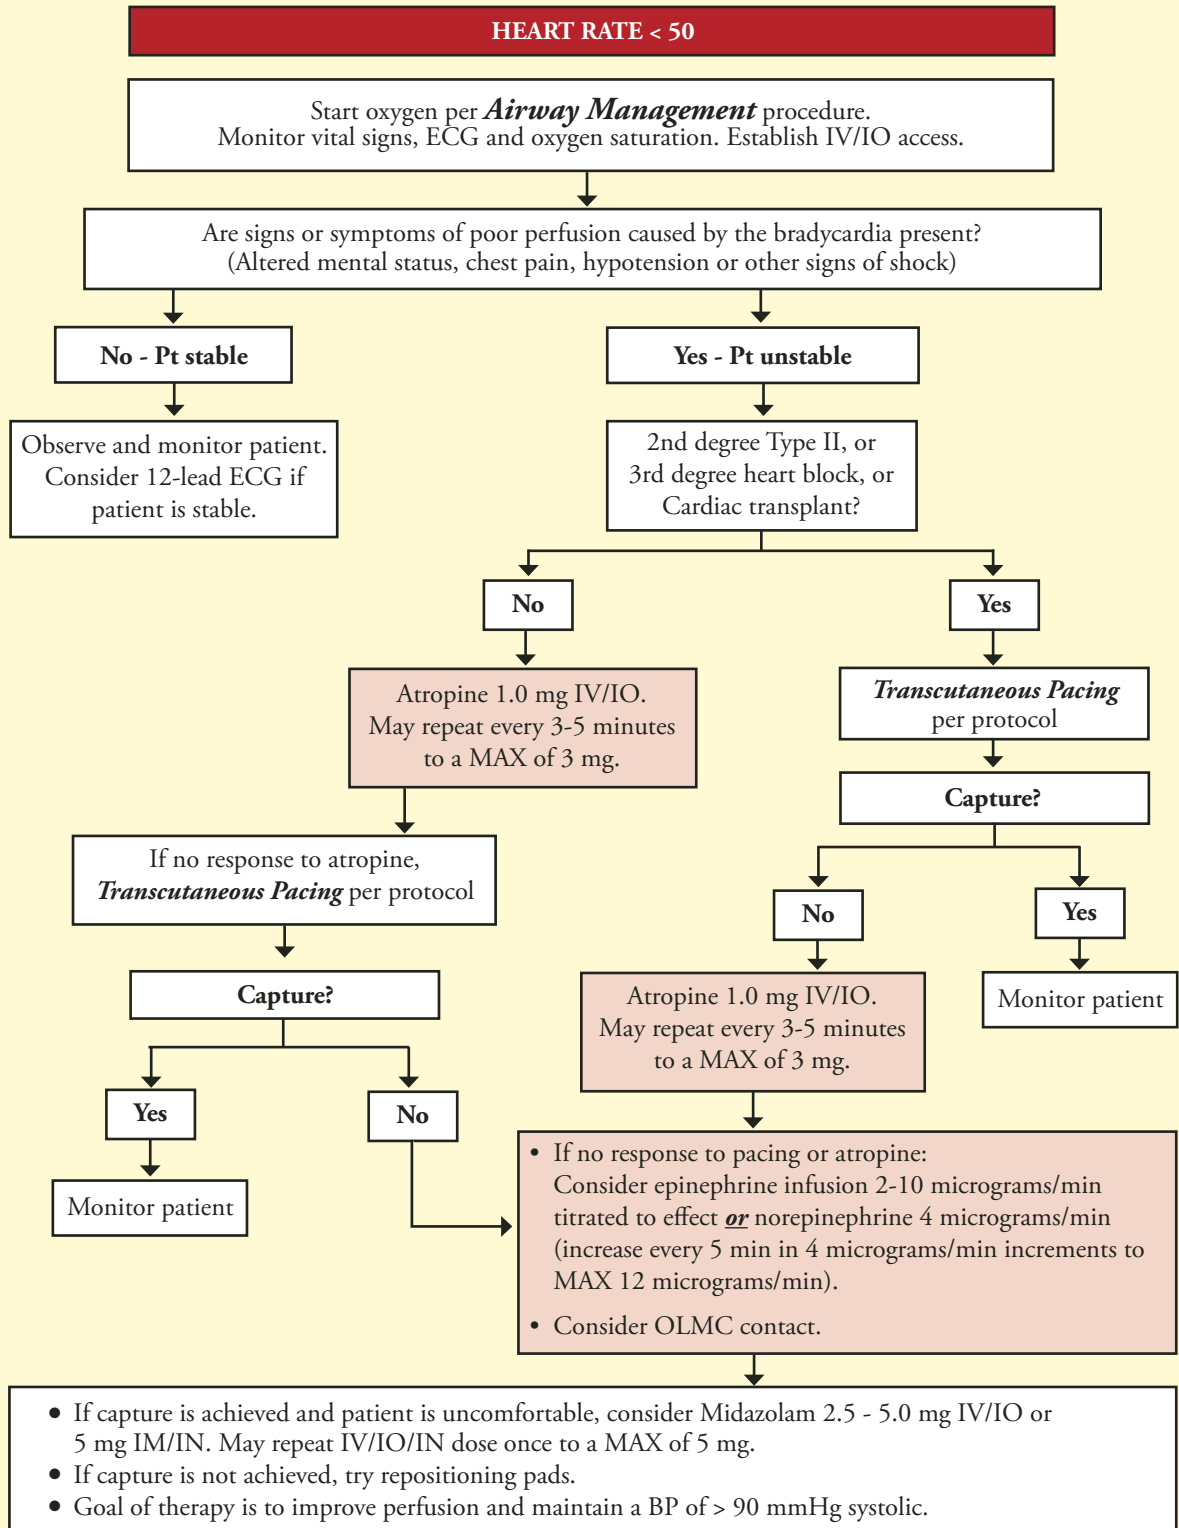 HEART RATE < 50
Start oxygen per Airway Management procedure.
Monitor vital signs, ECG and oxygen saturation. Establish IV/IO access.
Are signs or symptoms of poor perfusion caused by the bradycardia present?
(Altered mental status, chest pain, hypotension or other signs of shock)
No - Pt stable
Yes - Pt unstable
Observe and monitor patient.
Consider 12-lead ECG if
patient is stable.
2nd degree Type II, or
3rd degree heart block, or
Cardiac transplant?
No
Yes
Atropine 1.0 mg IV/IO.
May repeat every 3-5 minutes
to a MAX of 3 mg.
Transcutaneous Pacing
per protocol
Capture?
If no response to atropine,
Transcutaneous Pacing per protocol
No
Yes
Capture?
Atropine 1.0 mg IV/IO.
May repeat every 3-5 minutes
to a MAX of 3 mg.
Monitor patient
Yes
No
Monitor patient
• If no response to pacing or atropine:
Consider epinephrine infusion 2-10 micrograms/min
titrated to effect or norepinephrine 4 micrograms/min
(increase every 5 min in 4 micrograms/min increments to
MAX 12 micrograms/min).
• Consider OLMC contact.
• If capture is achieved and patient is uncomfortable, consider Midazolam 2.5 - 5.0 mg IV/IO or
5 mg IM/IN. May repeat IV/IO/IN dose once to a MAX of 5 mg.
• If capture is not achieved, try repositioning pads.
• Goal of therapy is to improve perfusion and maintain a BP of > 90 mmHg systolic.